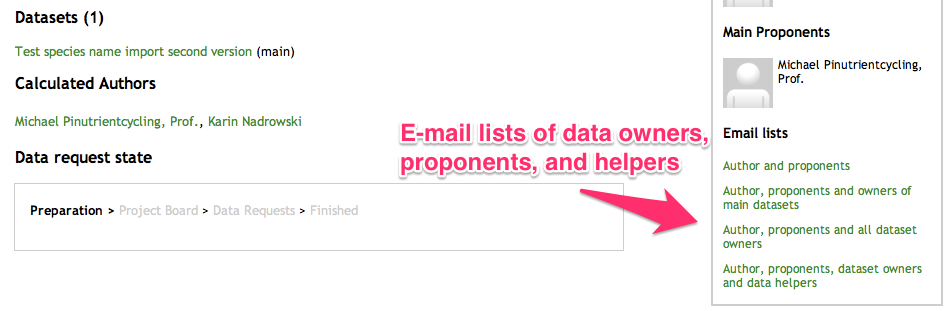 Datasets (1)
Test species name import second version (main)
Calculated Authors
Michael Pinutrientcycling, Prof., Karin Nadrowski
Data request state
Preparation > Project Board > Data Requests > Finished
E-mail lists of data owners,
proponents, and helpers
Main Proponents
Michael Pinutrientcycling,
Prof.
Email lists
Author and proponents
Author, proponents and owners of
main datasets
Author, proponents and all dataset
owners
Author, proponents, dataset owners
and data helpers